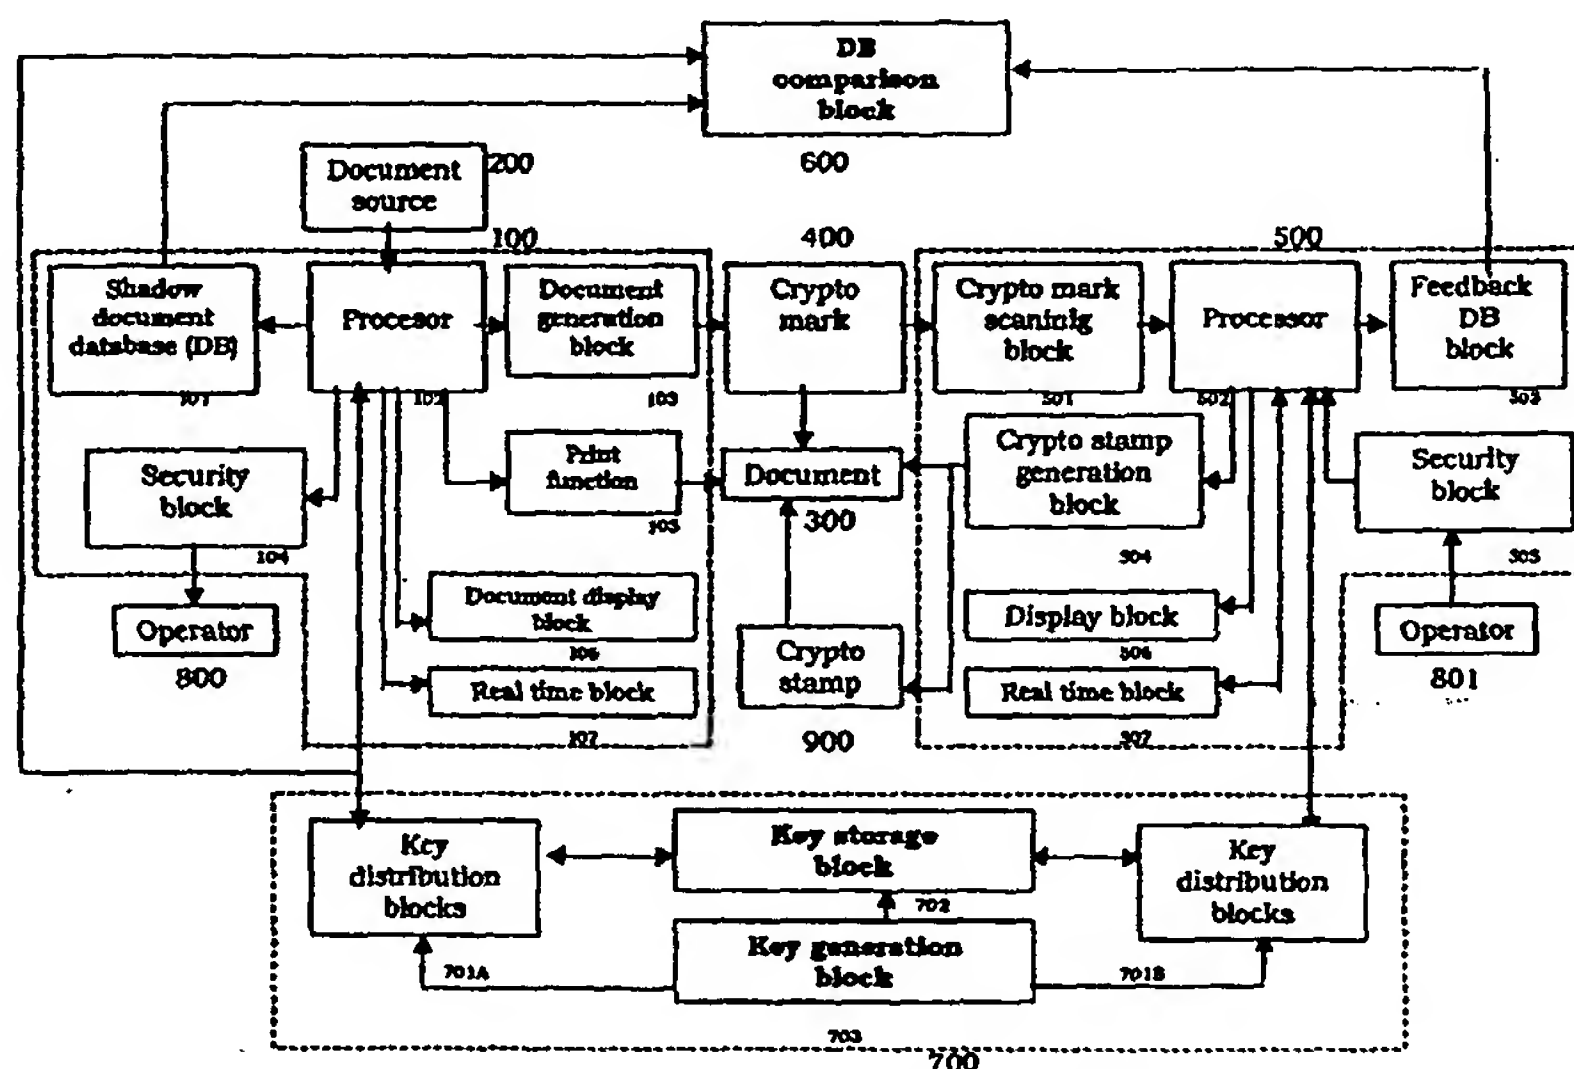 DB
comparison
block
600
Document
source
200
100
400
500
Shadow
document
database (DB)
101
Procesor
102
Document
generation
block
103
Crypto
mark
Crypto mark
scaninig
block
501
Processor
502
Feedback
DB
block
503
Security
block
104
Print
function
105
Document
300
Crypto stamp
generation
block
504
Security
block
505
Operator
800
Document display
block
106
Real time block
107
Crypto
stamp
900
Display block
506
Real time block
507
Operator
801
Key
distribution
blocks
701A
Key storage
block
702
Key generation
block
703
Key
distribution
blocks
701B
700